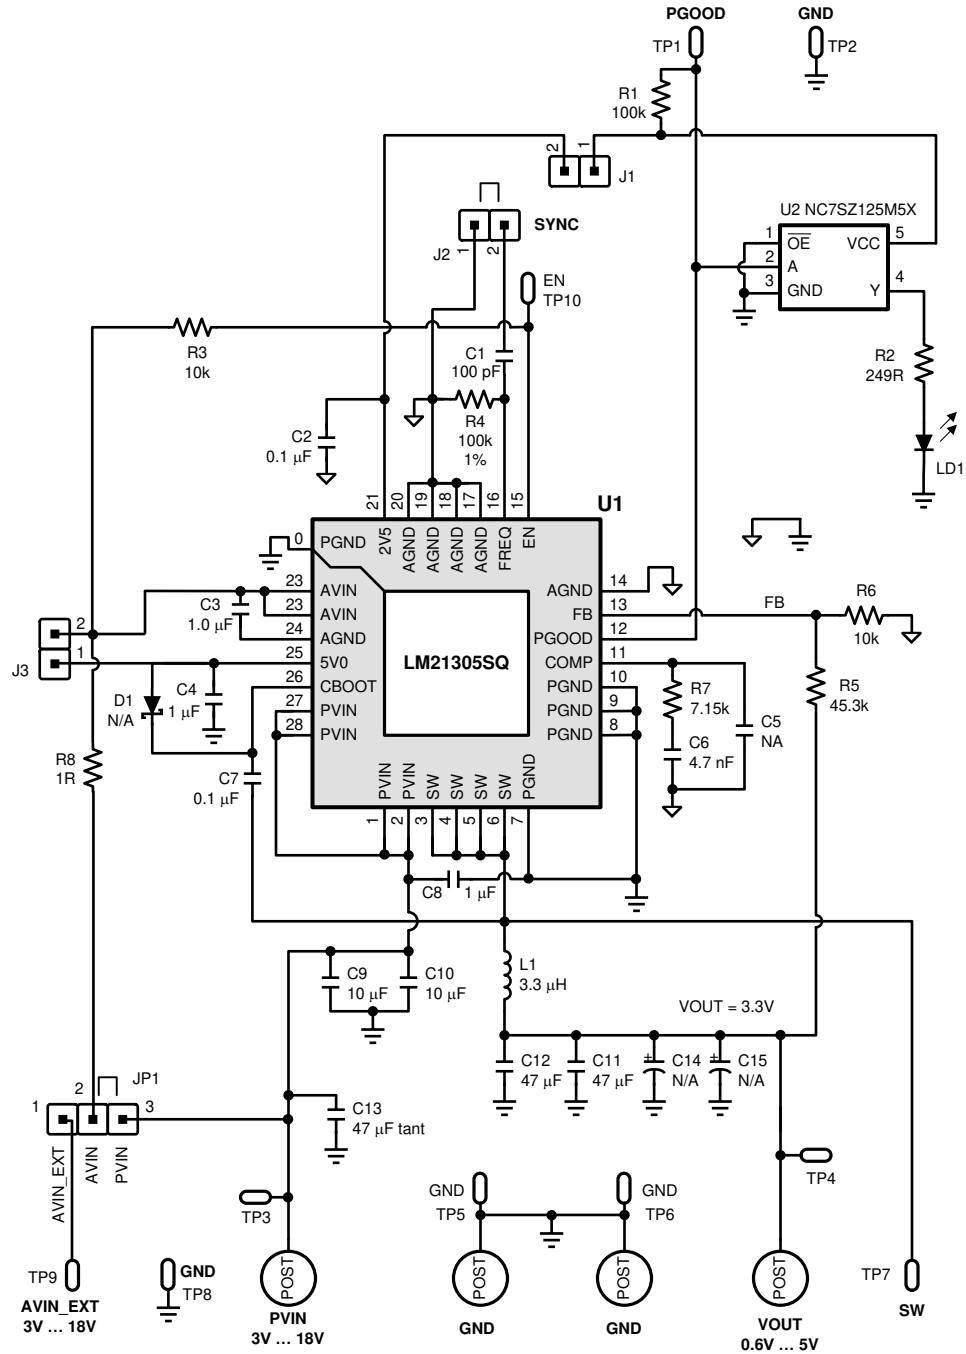 PGOOD
TP1
GND
TP2
R1
100k
2
1
J1
SYNC
J2
1
2
U2 NC7SZ125M5X
1
OE
VCC
5
2
A
3
GND
Y
4
EN
TP10
R3
10k
C1
100 pF
R2
249R
R4
100k
1%
C2
0.1 µF
LD1
21
20
19
18
17
16
15
U1
2V5
AGND
AGND
AGND
AGND
FREQ
EN
0
PGND
23
AVIN
23
AVIN
24
AGND
25
5V0
26
CBOOT
27
PVIN
28
PVIN
LM21305SQ
AGND
14
FB
13
PGOOD
12
COMP
11
PGND
10
PGND
9
PGND
8
PVIN
PVIN
SW
SW
SW
SW
PGND
1
2
3
4
5
6
7
C3
1.0 µF
J3
2
1
D1
N/A
C4
1 µF
R8
1R
C7
0.1 µF
FB
R6
10k
R5
45.3k
R7
7.15k
C6
4.7 nF
C5
NA
C8
1 µF
C9
10 µF
C10
10 µF
L1
3.3 µH
VOUT = 3.3V
C12
47 µF
C11
47 µF
+
C14
N/A
+
C15
N/A
JP1
1
2
3
AVIN_EXT
AVIN
PVIN
C13
47 µF tant
TP3
GND
TP5
GND
TP6
TP4
TP9
AVIN_EXT
3V ... 18V
GND
TP8
POST
PVIN
3V ... 18V
POST
GND
POST
GND
POST
VOUT
0.6V ... 5V
TP7
SW